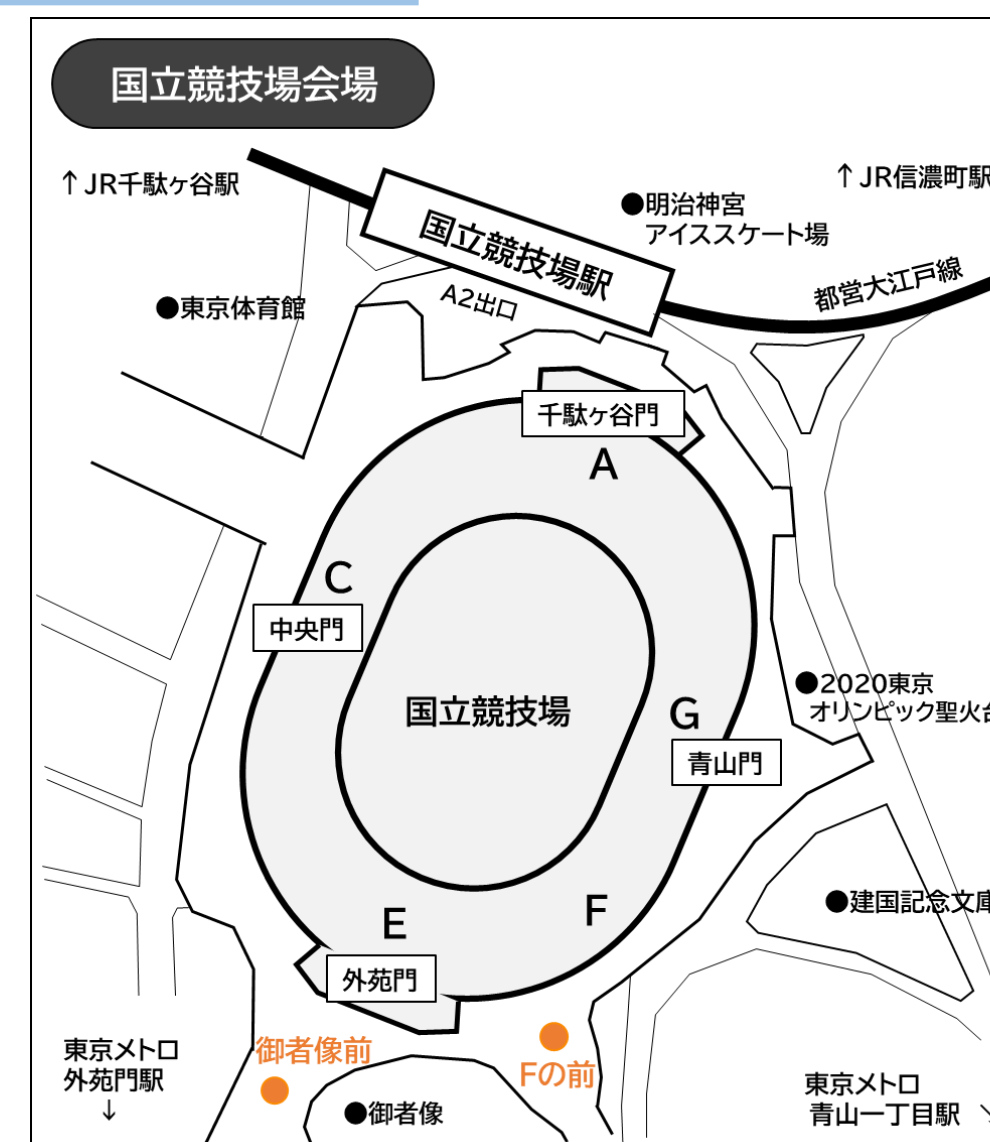 国立競技場会場
↑JR千駄ヶ谷駅
↑JR信濃町駅
●明治神宮
アイススケート場
国立競技場駅
都営大江戸線
A2出口
●東京体育館
千駄ヶ谷門
A
C
中央門
国立競技場
●2020東京
オリンピック聖火台
G
青山門
●建国記念文庫
E
F
外苑門
御者像前
Fの前
東京メトロ
外苑門駅
↓
●御者像
東京メトロ
青山一丁目駅